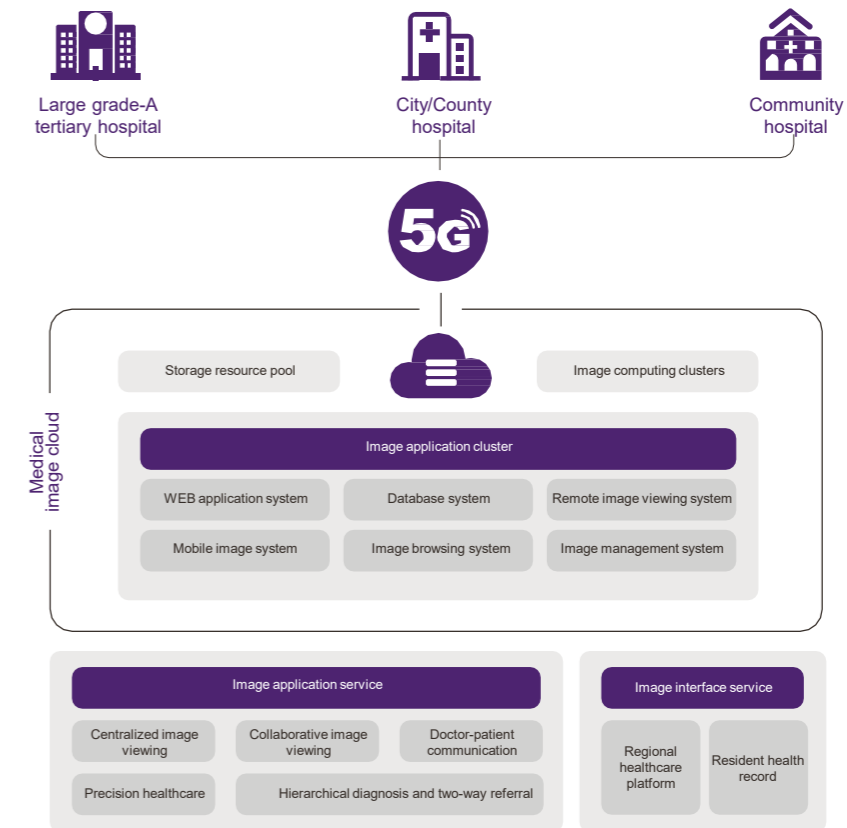 Large grade-A
tertiary hospital
City/County
hospital
Community
hospital
5G
Storage resource pool
Image computing clusters
Medical
image cloud
Image application cluster
WEB application system
Database system
Remote image viewing system
Mobile image system
Image browsing system
Image management system
Image application service
Centralized image
viewing
Collaborative image
viewing
Doctor-patient
communication
Precision healthcare
Hierarchical diagnosis and two-way referral
Image interface service
Regional
healthcare
platform
Resident health
record